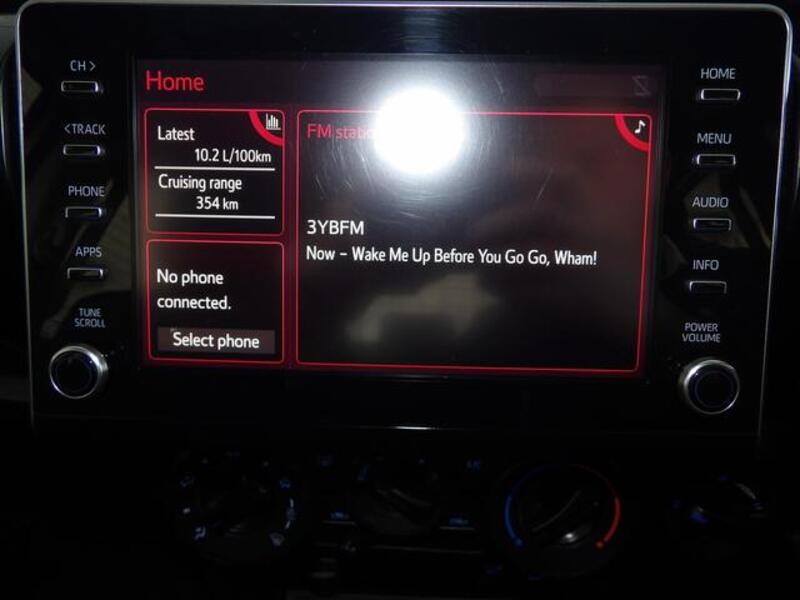 CH >
<TRACK
PHONE
APPS
TUNE
SCROLL
Home
Latest
10.2 L/100km
Cruising range
354 km
No phone
connected.
Select phone
FM
3YBFM
Now – Wake Me Up Before You Go Go, Wham!
HOME
MENU
AUDIO
INFO
POWER
VOLUME